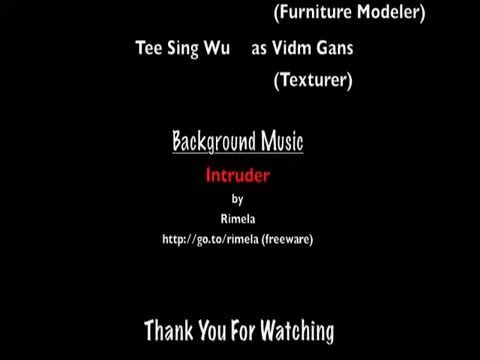 (Furniture Modeler)
Tee Sing Wu as Vidm Gans
(Texturer)
Background Music
Intruder
by
Rimela
http://go.to/rimela (freeware)
Thank You For Watching